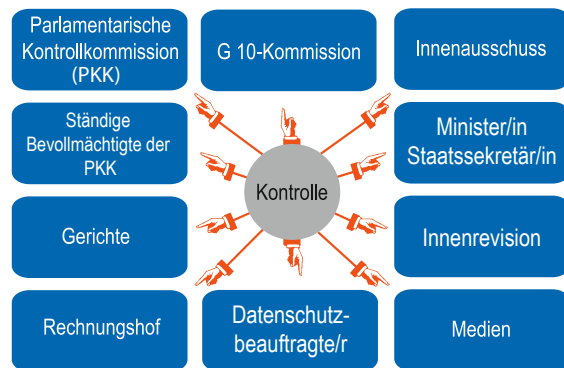 Parlamentarische
Kontrollkommission
(PKK)
G 10-Kommission
Innenausschuss
Ständige
Bevollmächtigte der
PKK
Minister/in
Staatssekretär/in
Kontrolle
Gerichte
Innenrevision
Rechnungshof
Datenschutz-
beauftragte/r
Medien